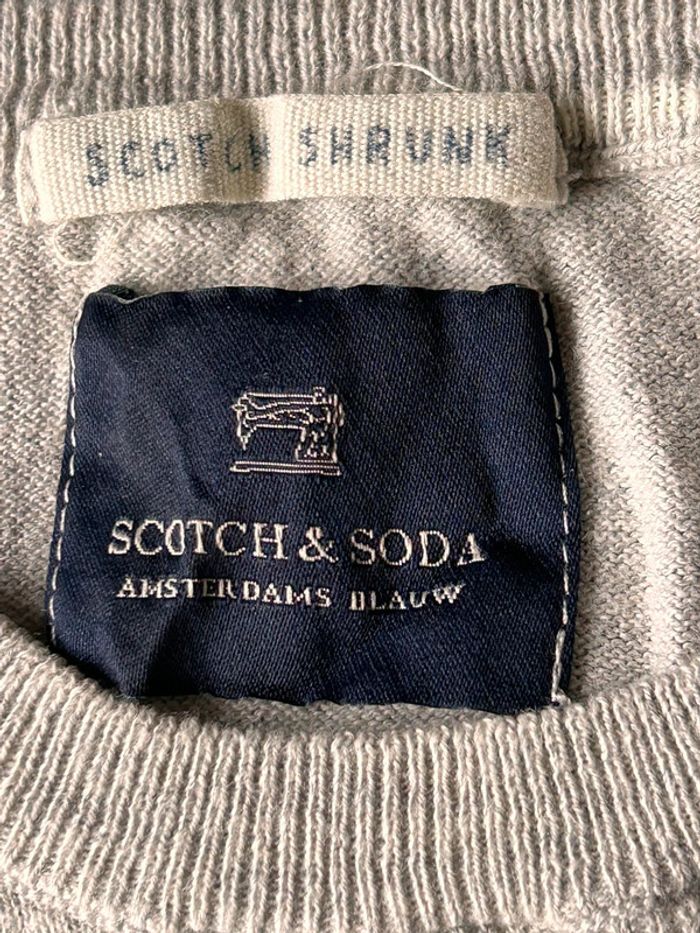 SCOTCH SHRUNK
SCOTCH & SODA
AMSTERDAMS BLAUW